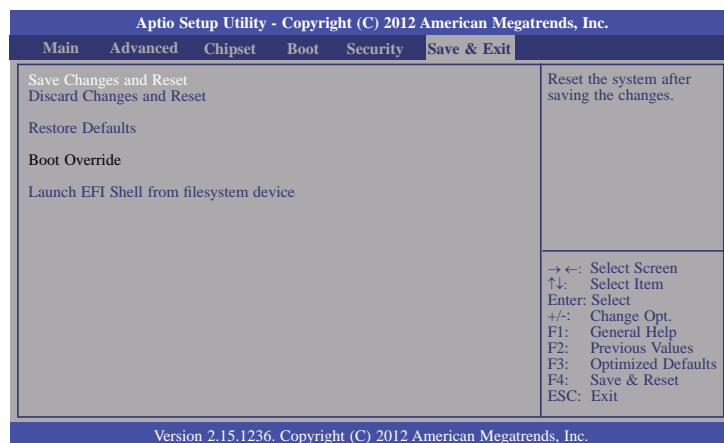 Aptio Setup Utility - Copyright (C) 2012 American Megatrends, Inc.
Main Advanced Chipset Boot Security Save & Exit
Save Changes and Reset
Discard Changes and Reset
Restore Defaults
Boot Override
Launch EFI Shell from filesystem device
Reset the system after
saving the changes.
→←: Select Screen
↑↓: Select Item
Enter: Select
+/-: Change Opt.
F1: General Help
F2: Previous Values
F3: Optimized Defaults
F4: Save & Reset
ESC: Exit
Version 2.15.1236. Copyright (C) 2012 American Megatrends, Inc.